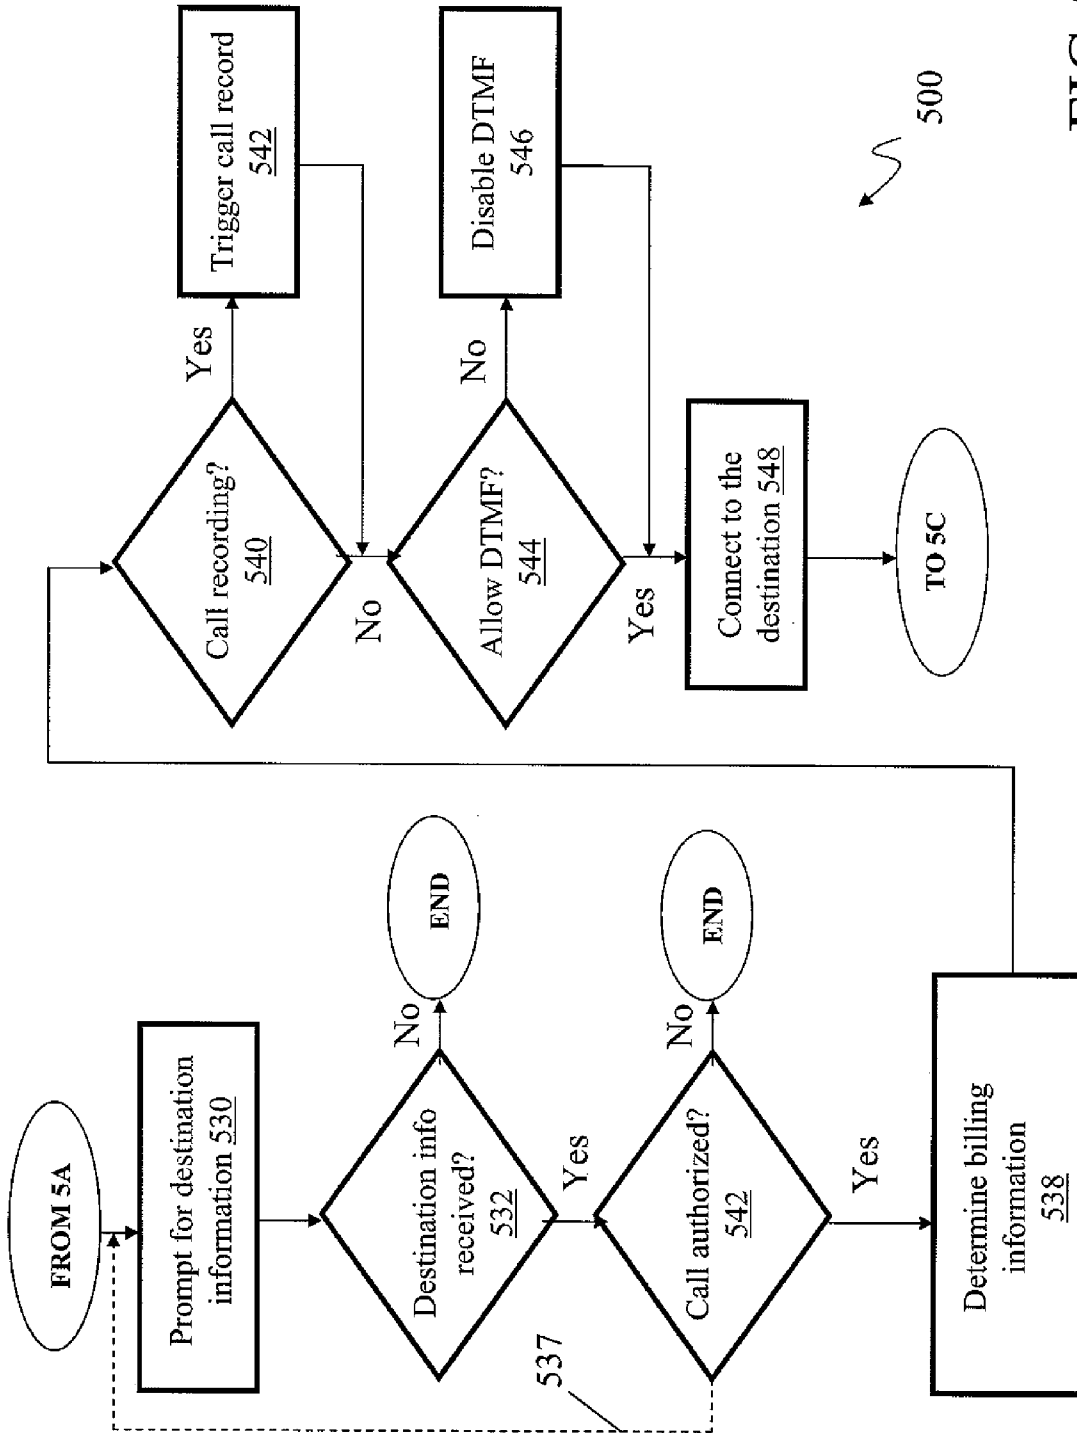 FROM 5A
Prompt for destination
information 530
Destination info
received?
532
No
END
Yes
Call authorized?
542
No
END
537
Yes
Determine billing
information
538
Call recording?
540
Yes
Trigger call record
542
No
Allow DTMF?
544
No
Disable DTMF
546
Yes
Connect to the
destination 548
TO 5C
500